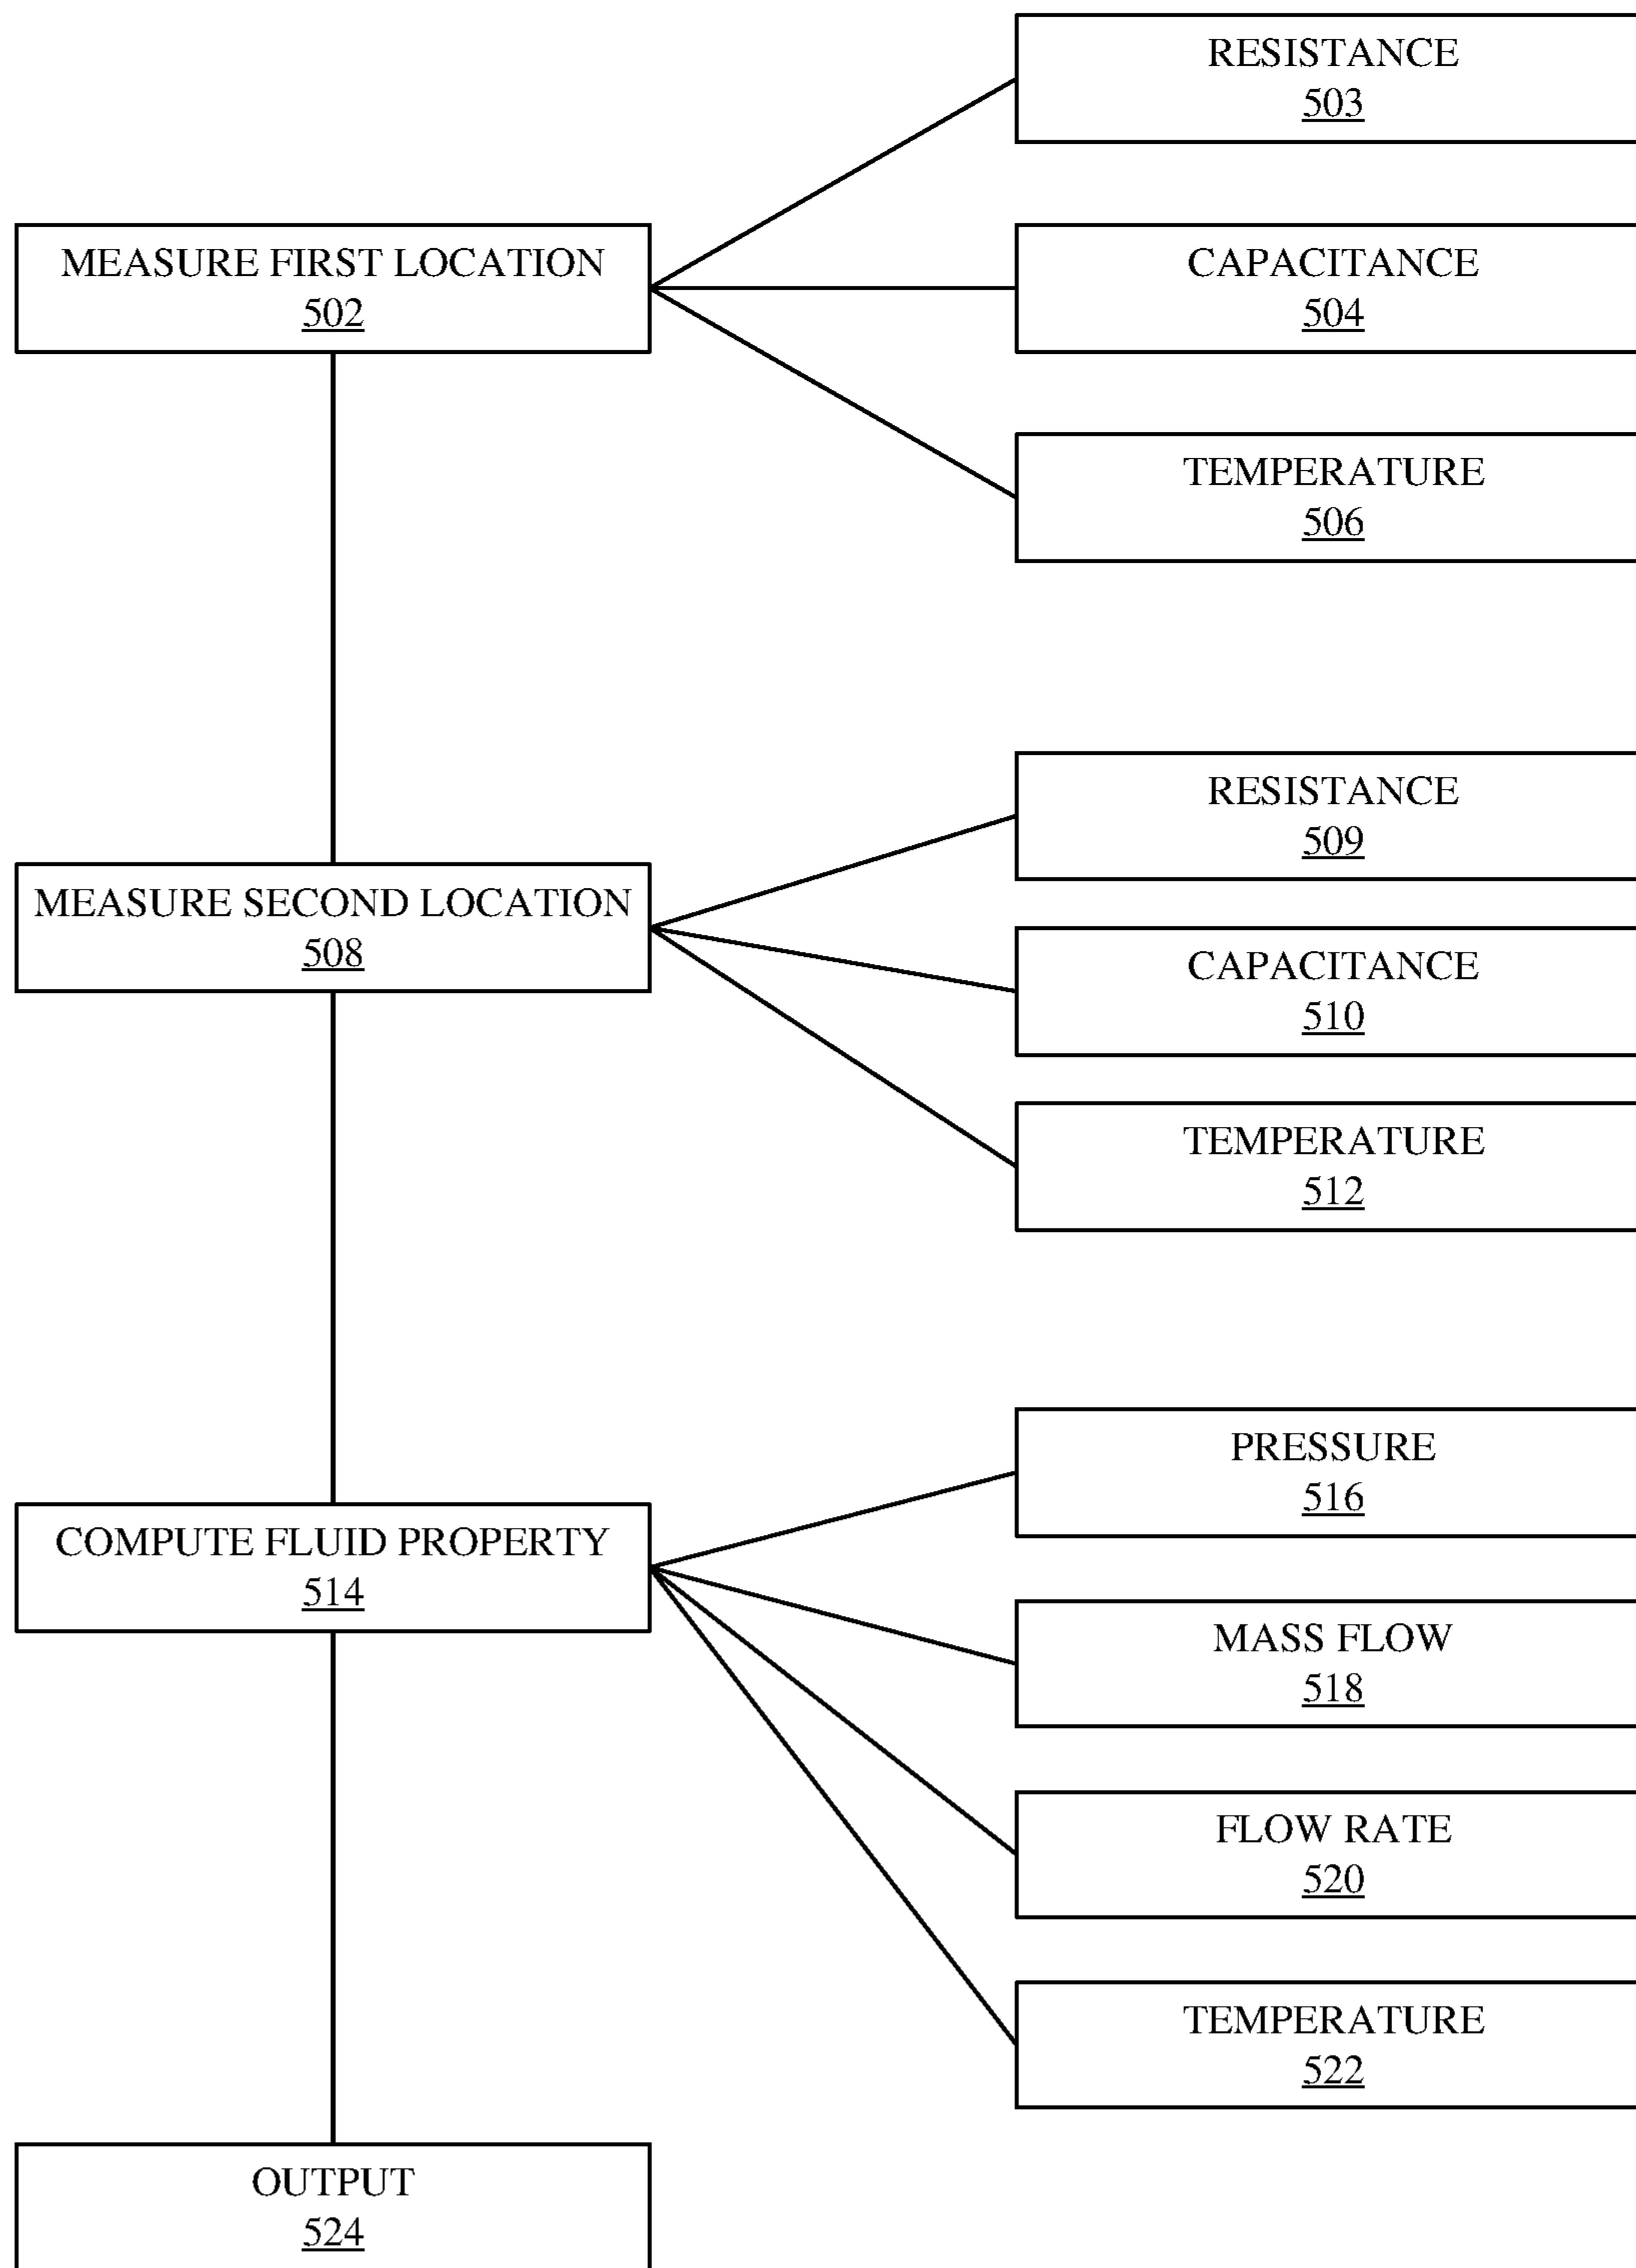 RESISTANCE
503
MEASURE FIRST LOCATION
502
CAPACITANCE
504
TEMPERATURE
506
RESISTANCE
509
MEASURE SECOND LOCATION
508
CAPACITANCE
510
TEMPERATURE
512
PRESSURE
516
COMPUTE FLUID PROPERTY
514
MASS FLOW
518
FLOW RATE
520
TEMPERATURE
522
OUTPUT
524